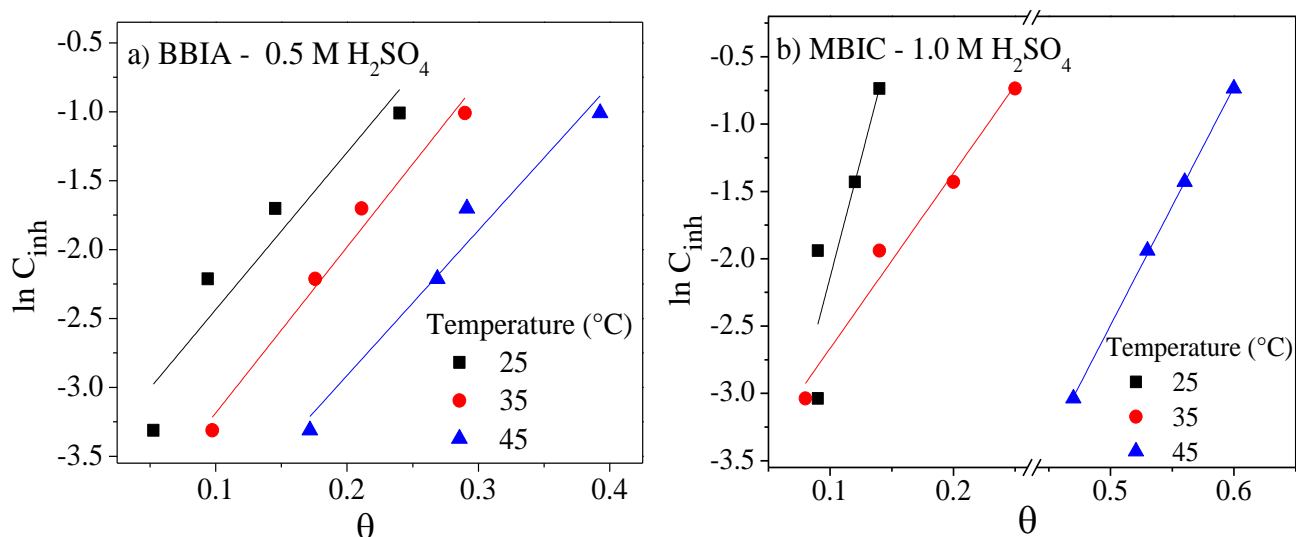 a) BBIA - 0.5 M H₂SO₄
ln C_inh
-0.5
-1.0
-1.5
-2.0
-2.5
-3.0
-3.5
0.1 0.2 0.3 0.4
θ
Temperature (°C)
25
35
45
b) MBIC - 1.0 M H₂SO₄
ln C_inh
-0.5
-1.0
-1.5
-2.0
-2.5
-3.0
-3.5
0.1 0.2 0.5 0.6
θ
Temperature (°C)
25
35
45